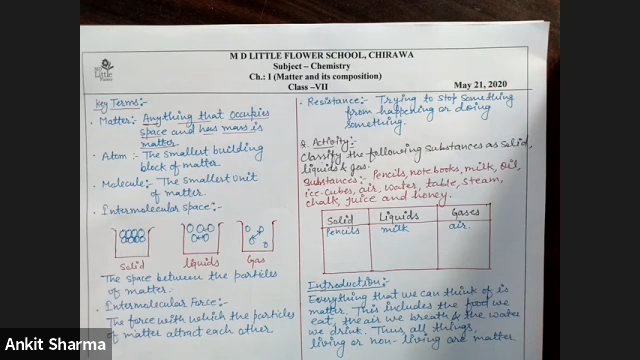 M D LITTLE FLOWER SCHOOL, CHIRAWA
Subject – Chemistry
Ch.: I (Matter and its composition)
Class –VII
May 21, 2020
Little
Flower
Key Terms:-
• Matter:- Anything that occupies
space and has mass is
matter.
• Atom :- The smallest building
block of matter.
• Molecule:- The smallest unit
of matter.
• Intermolecular space:-
Solid
liquids
Gas
The space between the particles
of matter.
• Intermolecular Force:-
The force with which the particles
of matter attract each other.
• Resistance:- Trying to stop something
from happening or doing
something.
Q. Activity:-
Classify the following Substances as Solid,
liquids & gas.
Substances:- Pencils, note books, milk, Oil,
ice-cubes, air, water, table, steam,
chalk, juice and honey.
Solid
Liquids
Gases
Pencils
milk
air.
Introduction:-
Everything that we can think of is
matter. This includes the food we
eat, the air we breath & the water
we drink. Thus, all things,
living or non-living are matter.
Ankit Sharma